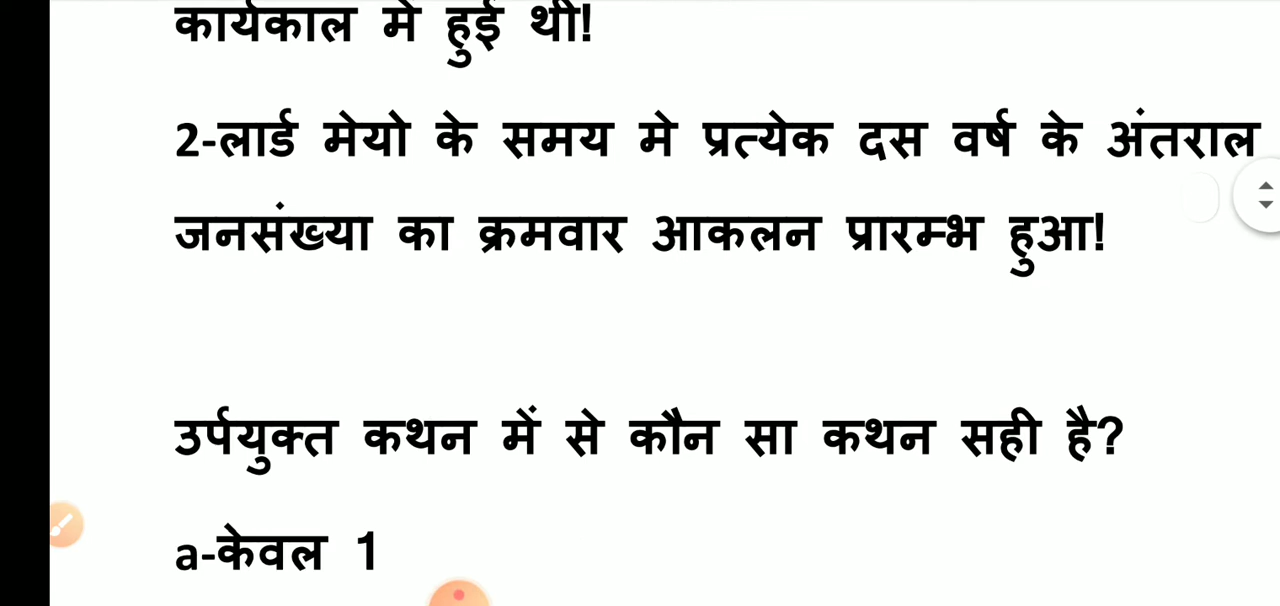 कार्यकाल मे हुई थी!
2-लार्ड मेयो के समय मे प्रत्येक दस वर्ष के अंतराल
जनसंख्या का क्रमवार आकलन प्रारम्भ हुआ!
उर्पयुक्त कथन में से कौन सा कथन सही है?
a-केवल 1